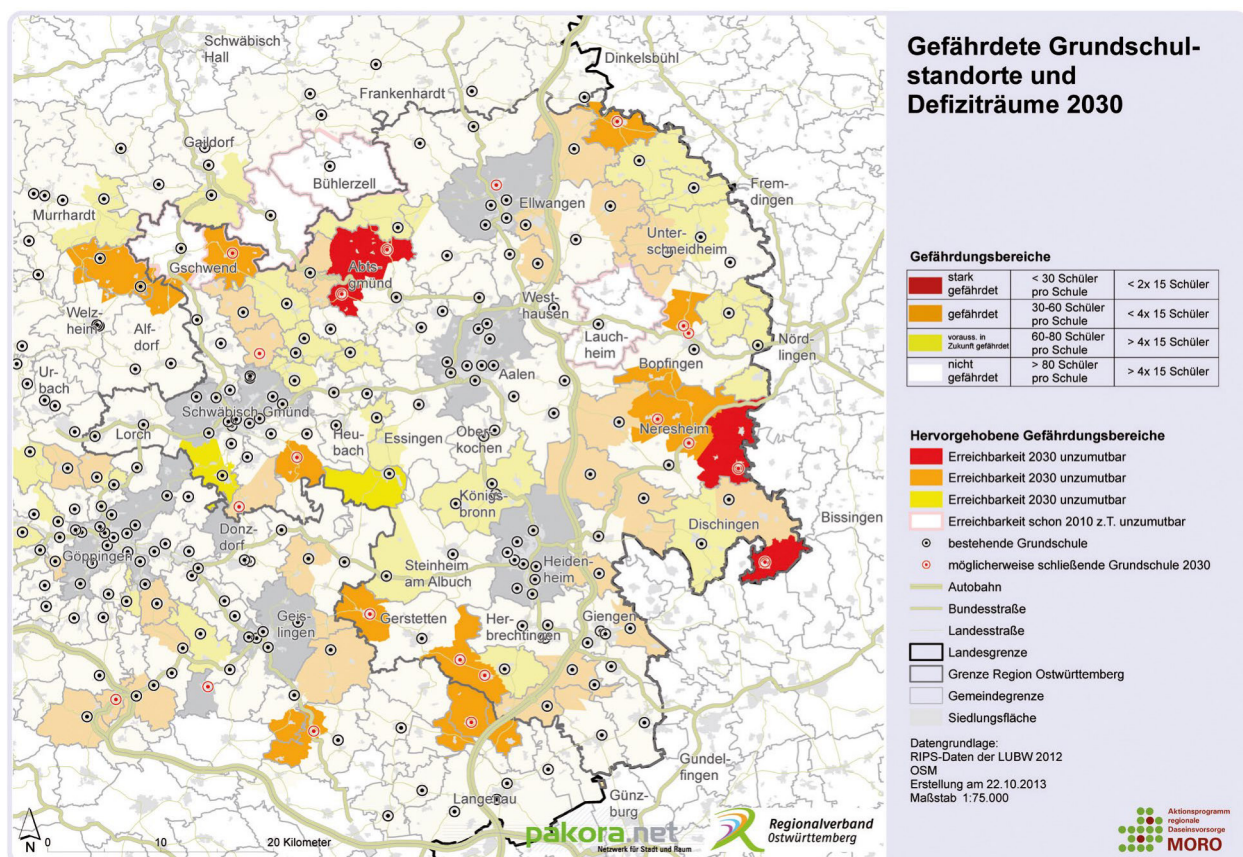 Gefährdete Grundschul-
standorte und
Defiziträume 2030
Gefährdungsbereiche
stark
gefährdet
< 30 Schüler
pro Schule
< 2x 15 Schüler
gefährdet
30-60 Schüler
pro Schule
< 4x 15 Schüler
vorauss. in
Zukunft gefährdet
60-80 Schüler
pro Schule
> 4x 15 Schüler
nicht
gefährdet
> 80 Schüler
pro Schule
> 4x 15 Schüler
Hervorgehobene Gefährdungsbereiche
Erreichbarkeit 2030 unzumutbar
Erreichbarkeit 2030 unzumutbar
Erreichbarkeit 2030 unzumutbar
Erreichbarkeit schon 2010 z.T. unzumutbar
bestehende Grundschule
möglicherweise schließende Grundschule 2030
Autobahn
Bundesstraße
Landesstraße
Landesgrenze
Grenze Region Ostwürttemberg
Gemeindegrenze
Siedlungsfläche
Datengrundlage:
RIPS-Daten der LUBW 2012
OSM
Erstellung am 22.10.2013
Maßstab 1:75.000
Aktionsprogramm
regionale
Daseinsvorsorge
MORO
Schwäbisch
Hall
Dinkelsbühl
Frankenhardt
Gaildorf
Bühlerzell
Ellwangen
Frem-
dingen
Murrhardt
Unter-
schneidheim
Gschwend
Abts-
gmünd
West-
hausen
Welz-
heim
Alf-
dorf
Lauch-
heim
Nörd-
lingen
Bopfingen
Ur-
bach
Aalen
Schwäbisch-Gmünd
Lorch
Heu-
bach
Essingen
Ober-
kochen
Neresheim
Königs-
bronn
Donz-
dorf
Dischingen
Bissingen
Göppingen
Steinheim
am Albuch
Heiden-
heim
Geis-
lingen
Gerstetten
Her-
brechtingen
Giengen
Gundel-
fingen
Langenau
Günz-
burg
N
0
10
20 Kilometer
pakora.net
Netzwerk für Stadt und Raum
Regionalverband
Ostwürttemberg